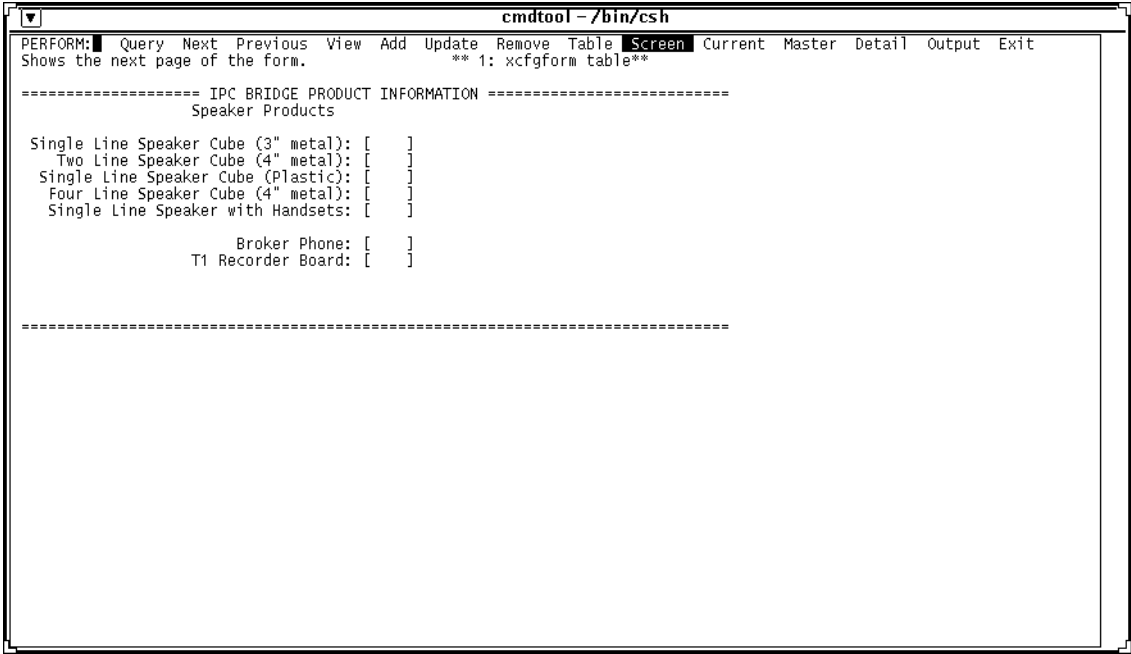 cmdtool – /bin/csh
PERFORM: Query Next Previous View Add Update Remove Table Screen Current Master Detail Output Exit
Shows the next page of the form. ** 1: xcfgform table**
==================== IPC BRIDGE PRODUCT INFORMATION ===========================
Speaker Products
Single Line Speaker Cube (3" metal): [    ]
Two Line Speaker Cube (4" metal): [    ]
Single Line Speaker Cube (Plastic): [    ]
Four Line Speaker Cube (4" metal): [    ]
Single Line Speaker with Handsets: [    ]
Broker Phone: [    ]
T1 Recorder Board: [    ]
===============================================================================